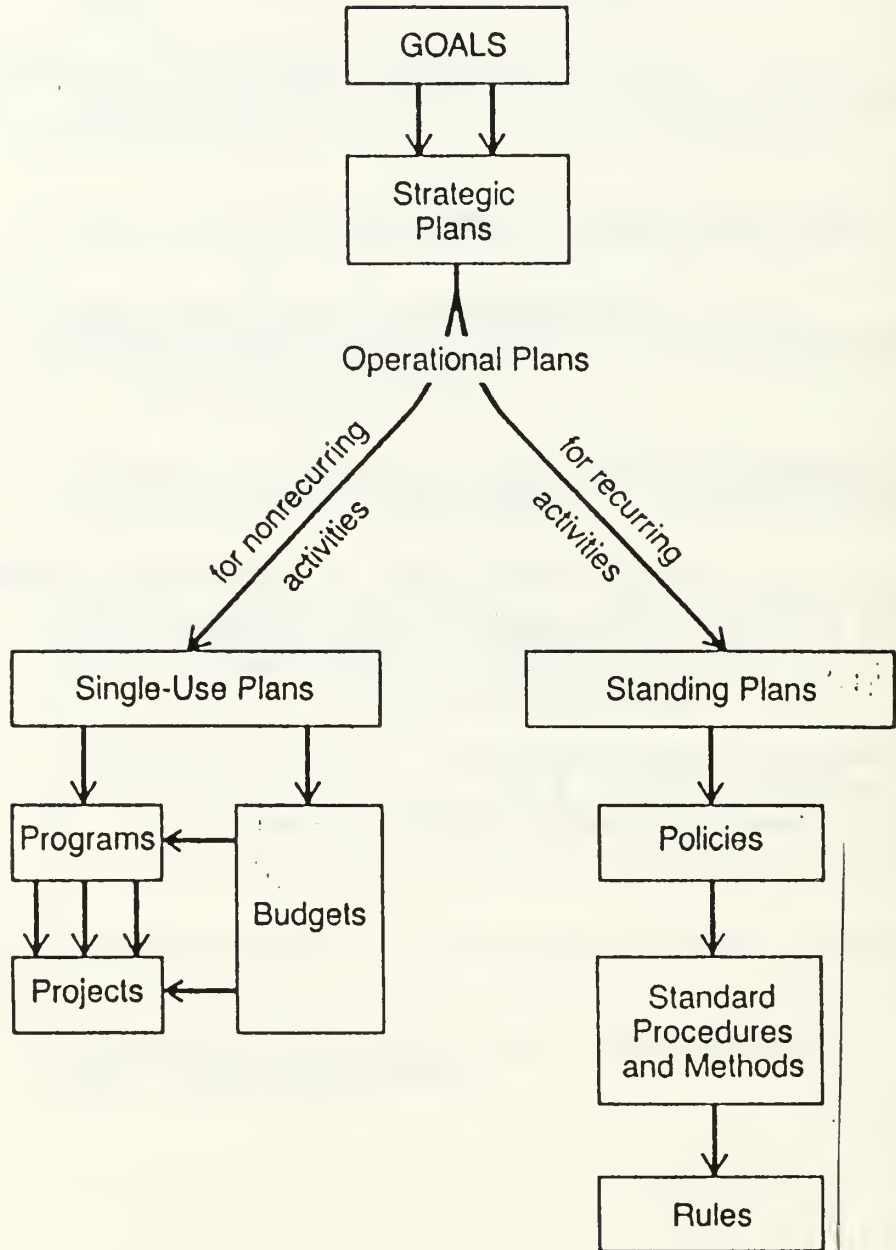 GOALS
Strategic
Plans
Operational Plans
for nonrecurring
activities
for recurring
activities
Single-Use Plans
Standing Plans
Programs
Budgets
Projects
Policies
Standard
Procedures
and Methods
Rules